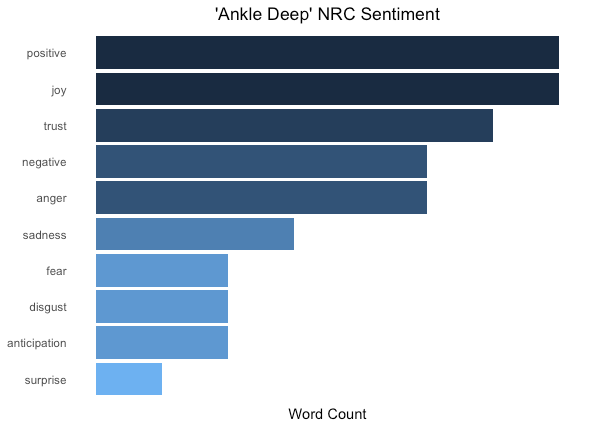 'Ankle Deep' NRC Sentiment
positive
joy
trust
negative
anger
sadness
fear
disgust
anticipation
surprise
Word Count